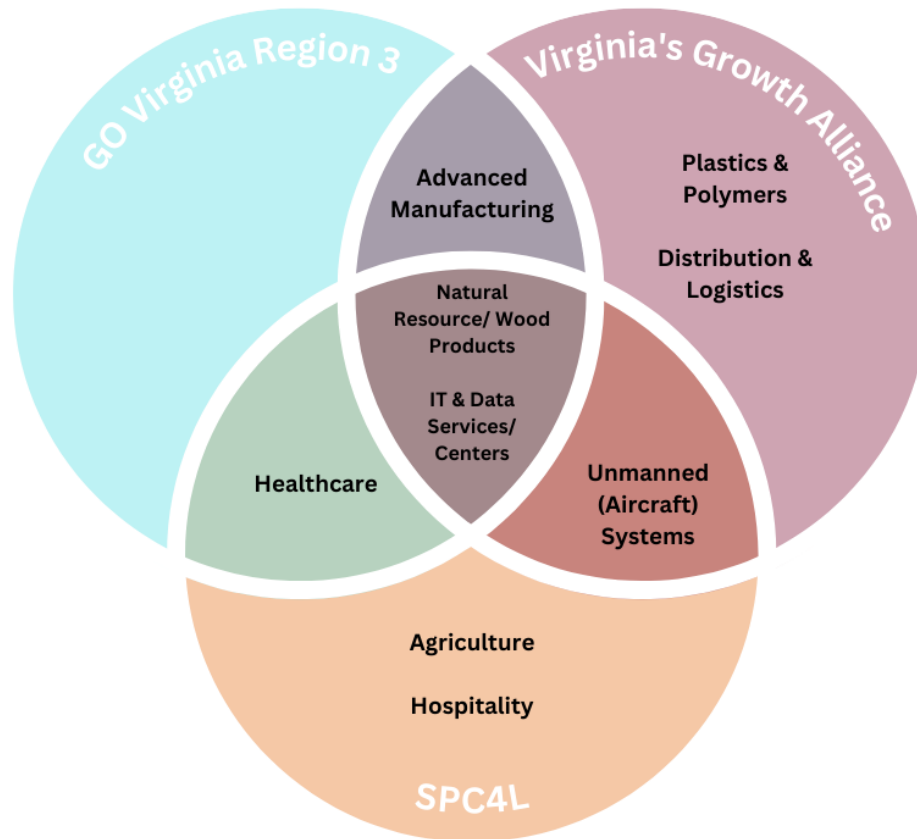 GO Virginia Region 3
Virginia's Growth Alliance
Advanced
Manufacturing
Plastics &
Polymers
Distribution &
Logistics
Natural
Resource/ Wood
Products
IT & Data
Services/
Centers
Healthcare
Unmanned
(Aircraft)
Systems
Agriculture
Hospitality
SPC4L